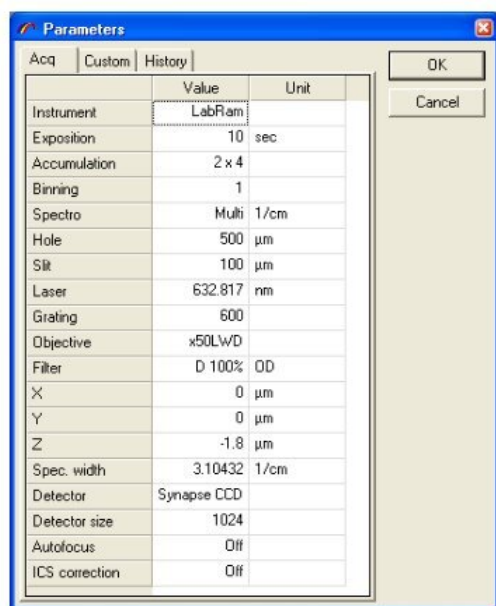 Parameters
Acq Custom History
OK
Cancel
Value Unit
Instrument LabRam
Exposition 10 sec
Accumulation 2 x 4
Binning 1
Spectro Multi 1/cm
Hole 500 µm
Slit 100 µm
Laser 632.817 nm
Grating 600
Objective x50LWD
Filter D 100% OD
X 0 µm
Y 0 µm
Z -1.8 µm
Spec. width 3.10432 1/cm
Detector Synapse CCD
Detector size 1024
Autofocus Off
ICS correction Off